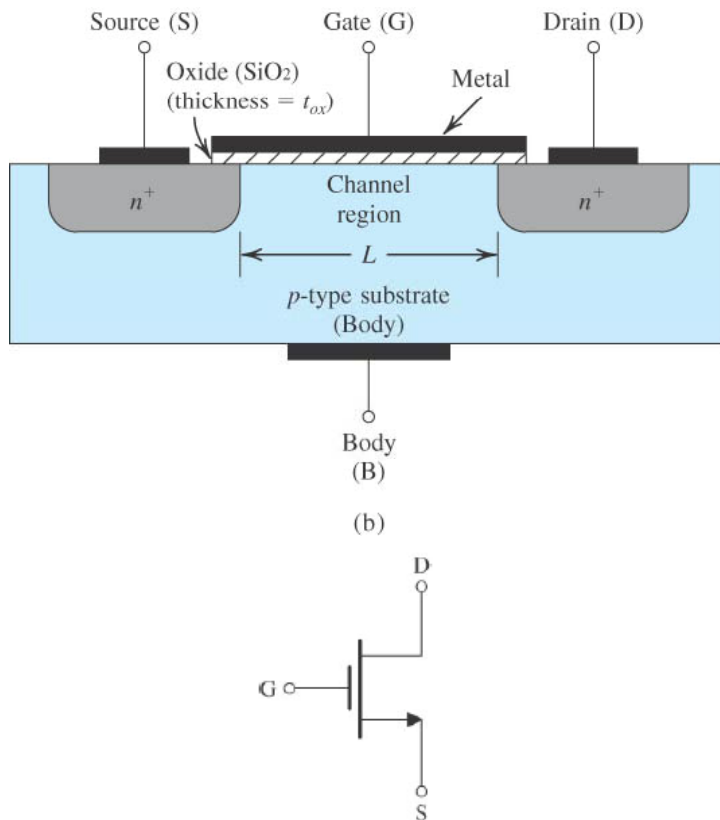 Source (S)
Gate (G)
Drain (D)
Oxide (SiO₂)
(thickness = tₒₓ)
Metal
n⁺
Channel
region
n⁺
L
p-type substrate
(Body)
Body
(B)
(b)
D
G
S